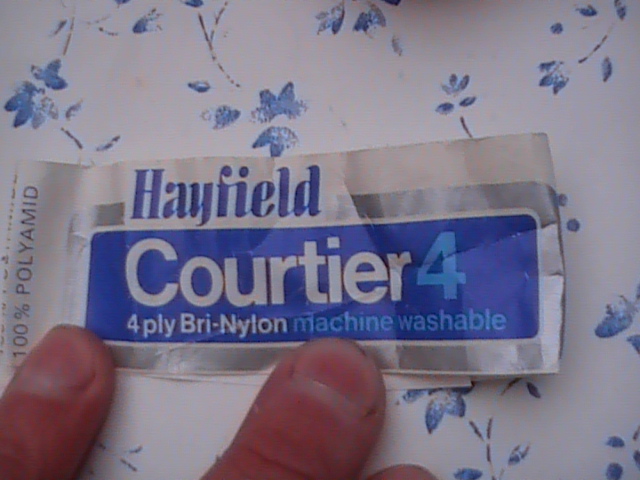 Hayfield
Courtier 4
4 ply Bri-Nylon machine washable
100% POLYAMID